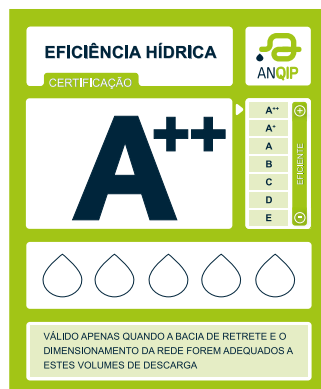 EFICIÊNCIA HÍDRICA
CERTIFICAÇÃO
ANQIP
A++
A++
A+
A
B
C
D
E
EFICIENTE
VÁLIDO APENAS QUANDO A BACIA DE RETRETE E O
DIMENSIONAMENTO DA REDE FOREM ADEQUADOS A
ESTES VOLUMES DE DESCARGA